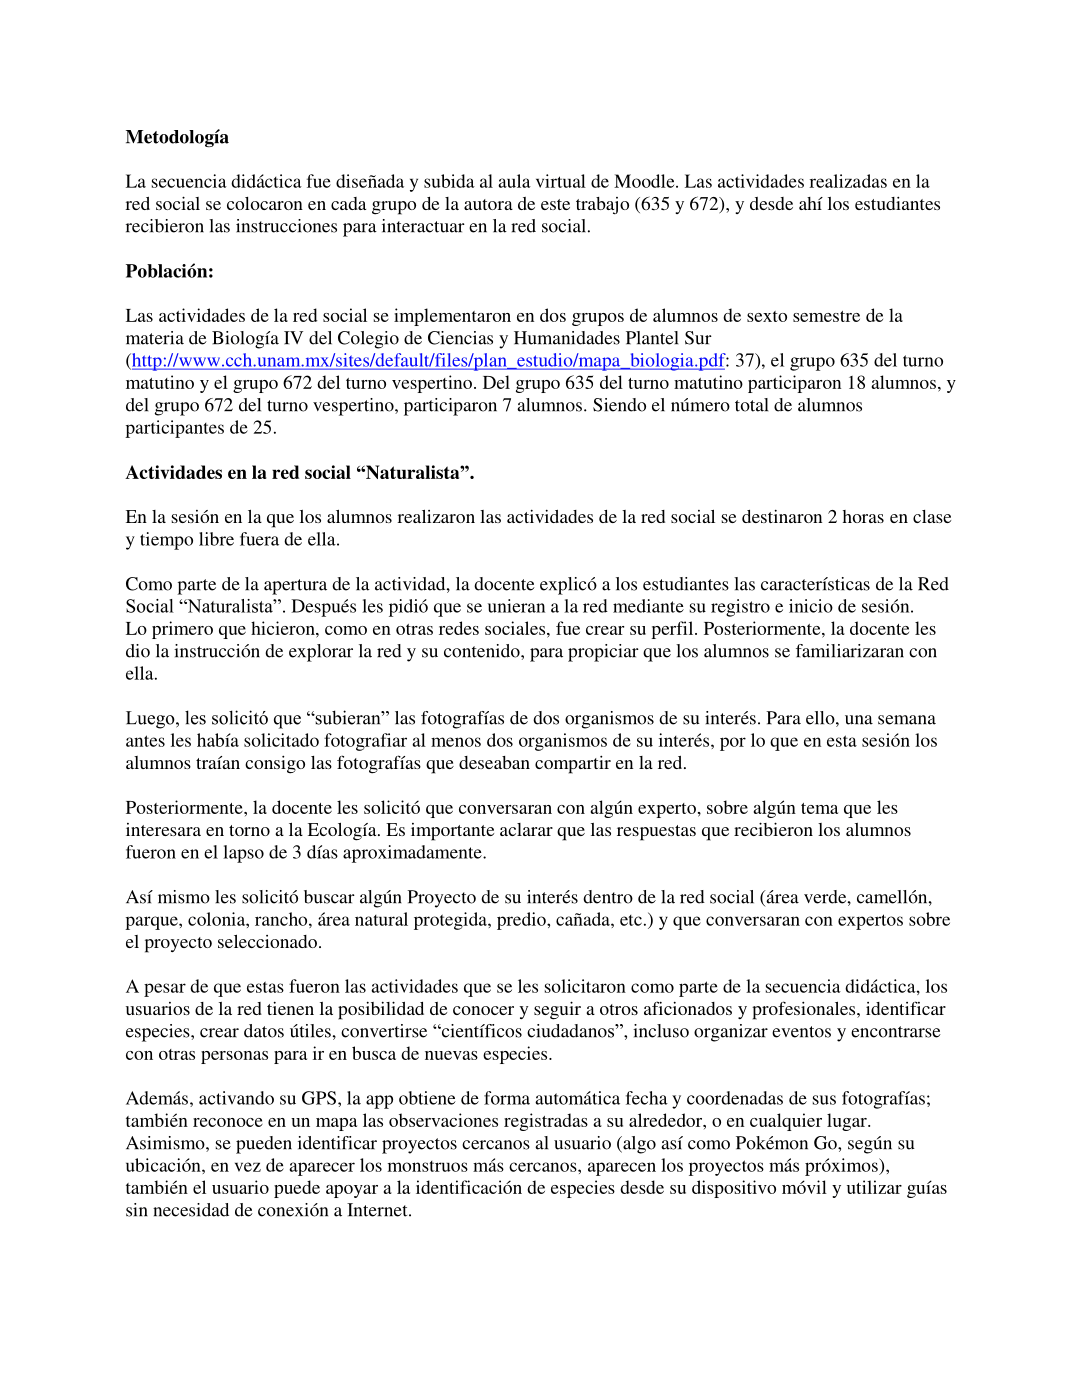 Metodología
La secuencia didáctica fue diseñada y subida al aula virtual de Moodle. Las actividades realizadas en la
red social se colocaron en cada grupo de la autora de este trabajo (635 y 672), y desde ahí los estudiantes
recibieron las instrucciones para interactuar en la red social.
Población:
Las actividades de la red social se implementaron en dos grupos de alumnos de sexto semestre de la
materia de Biología IV del Colegio de Ciencias y Humanidades Plantel Sur
(http://www.cch.unam.mx/sites/default/files/plan_estudio/mapa_biologia.pdf: 37), el grupo 635 del turno
matutino y el grupo 672 del turno vespertino. Del grupo 635 del turno matutino participaron 18 alumnos, y
del grupo 672 del turno vespertino, participaron 7 alumnos. Siendo el número total de alumnos
participantes de 25.
Actividades en la red social “Naturalista”.
En la sesión en la que los alumnos realizaron las actividades de la red social se destinaron 2 horas en clase
y tiempo libre fuera de ella.
Como parte de la apertura de la actividad, la docente explicó a los estudiantes las características de la Red
Social “Naturalista”. Después les pidió que se unieran a la red mediante su registro e inicio de sesión.
Lo primero que hicieron, como en otras redes sociales, fue crear su perfil. Posteriormente, la docente les
dio la instrucción de explorar la red y su contenido, para propiciar que los alumnos se familiarizaran con
ella.
Luego, les solicitó que “subieran” las fotografías de dos organismos de su interés. Para ello, una semana
antes les había solicitado fotografiar al menos dos organismos de su interés, por lo que en esta sesión los
alumnos traían consigo las fotografías que deseaban compartir en la red.
Posteriormente, la docente les solicitó que conversaran con algún experto, sobre algún tema que les
interesara en torno a la Ecología. Es importante aclarar que las respuestas que recibieron los alumnos
fueron en el lapso de 3 días aproximadamente.
Así mismo les solicitó buscar algún Proyecto de su interés dentro de la red social (área verde, camellón,
parque, colonia, rancho, área natural protegida, predio, cañada, etc.) y que conversaran con expertos sobre
el proyecto seleccionado.
A pesar de que estas fueron las actividades que se les solicitaron como parte de la secuencia didáctica, los
usuarios de la red tienen la posibilidad de conocer y seguir a otros aficionados y profesionales, identificar
especies, crear datos útiles, convertirse “científicos ciudadanos”, incluso organizar eventos y encontrarse
con otras personas para ir en busca de nuevas especies.
Además, activando su GPS, la app obtiene de forma automática fecha y coordenadas de sus fotografías;
también reconoce en un mapa las observaciones registradas a su alrededor, o en cualquier lugar.
Asimismo, se pueden identificar proyectos cercanos al usuario (algo así como Pokémon Go, según su
ubicación, en vez de aparecer los monstruos más cercanos, aparecen los proyectos más próximos),
también el usuario puede apoyar a la identificación de especies desde su dispositivo móvil y utilizar guías
sin necesidad de conexión a Internet.